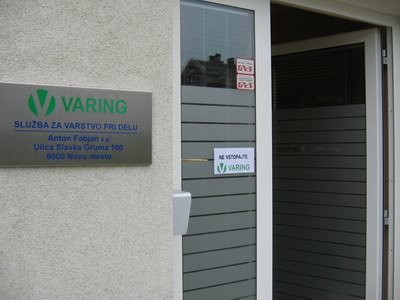 VARING
SLUŽBA ZA VARSTVO PRI DELU
Anton Fabjan s.p.
Ulica Slavka Gruma 100
8000 Novo mesto
NE VSTOPAJTE
VARING